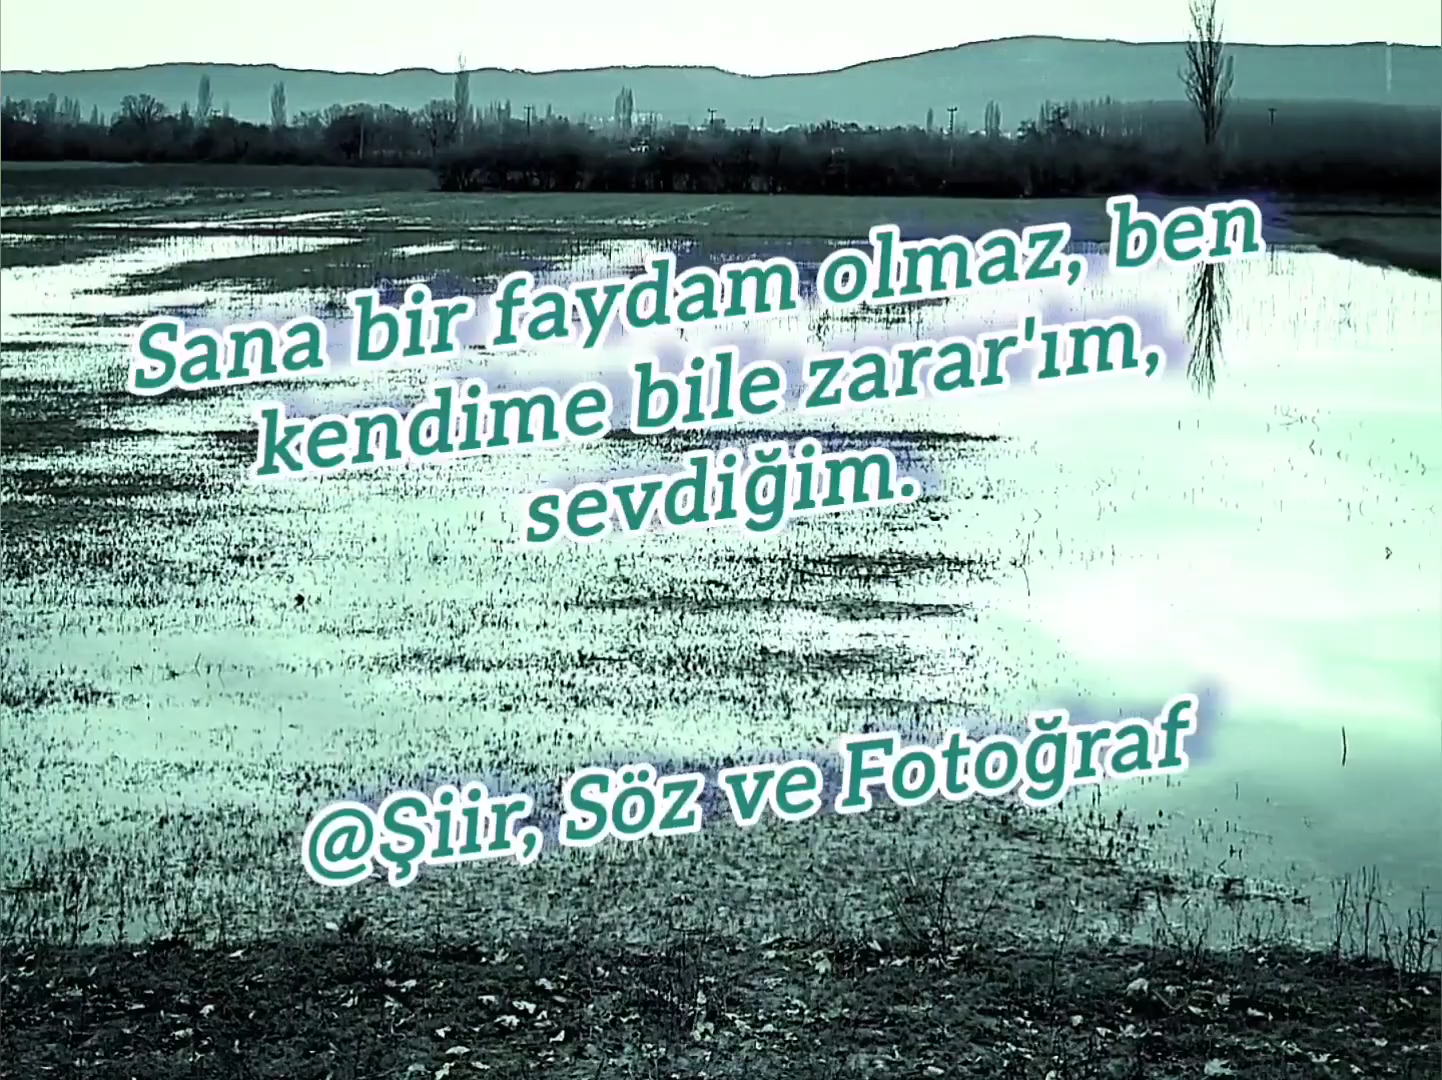 Sana bir faydam olmaz, ben
kendime bile zarar'ım,
sevdiğim.
@Şiir, Söz ve Fotoğraf